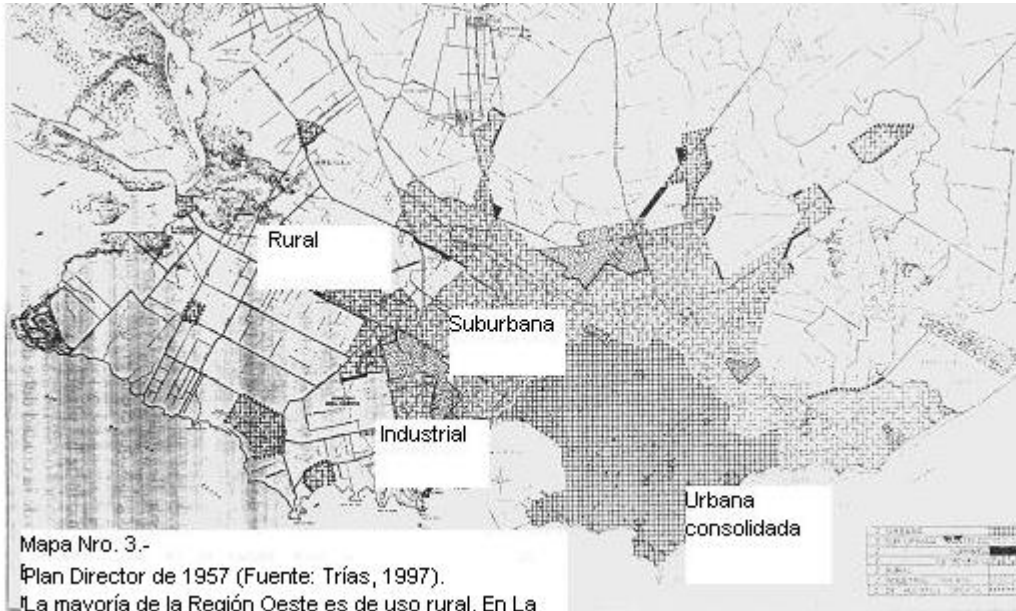 Rural
Suburbana
Industrial
Urbana
consolidada
Mapa Nro. 3.-
Plan Director de 1957 (Fuente: Trías, 1997).
La mayoría de la Región Oeste es de uso rural. En La
RURAL